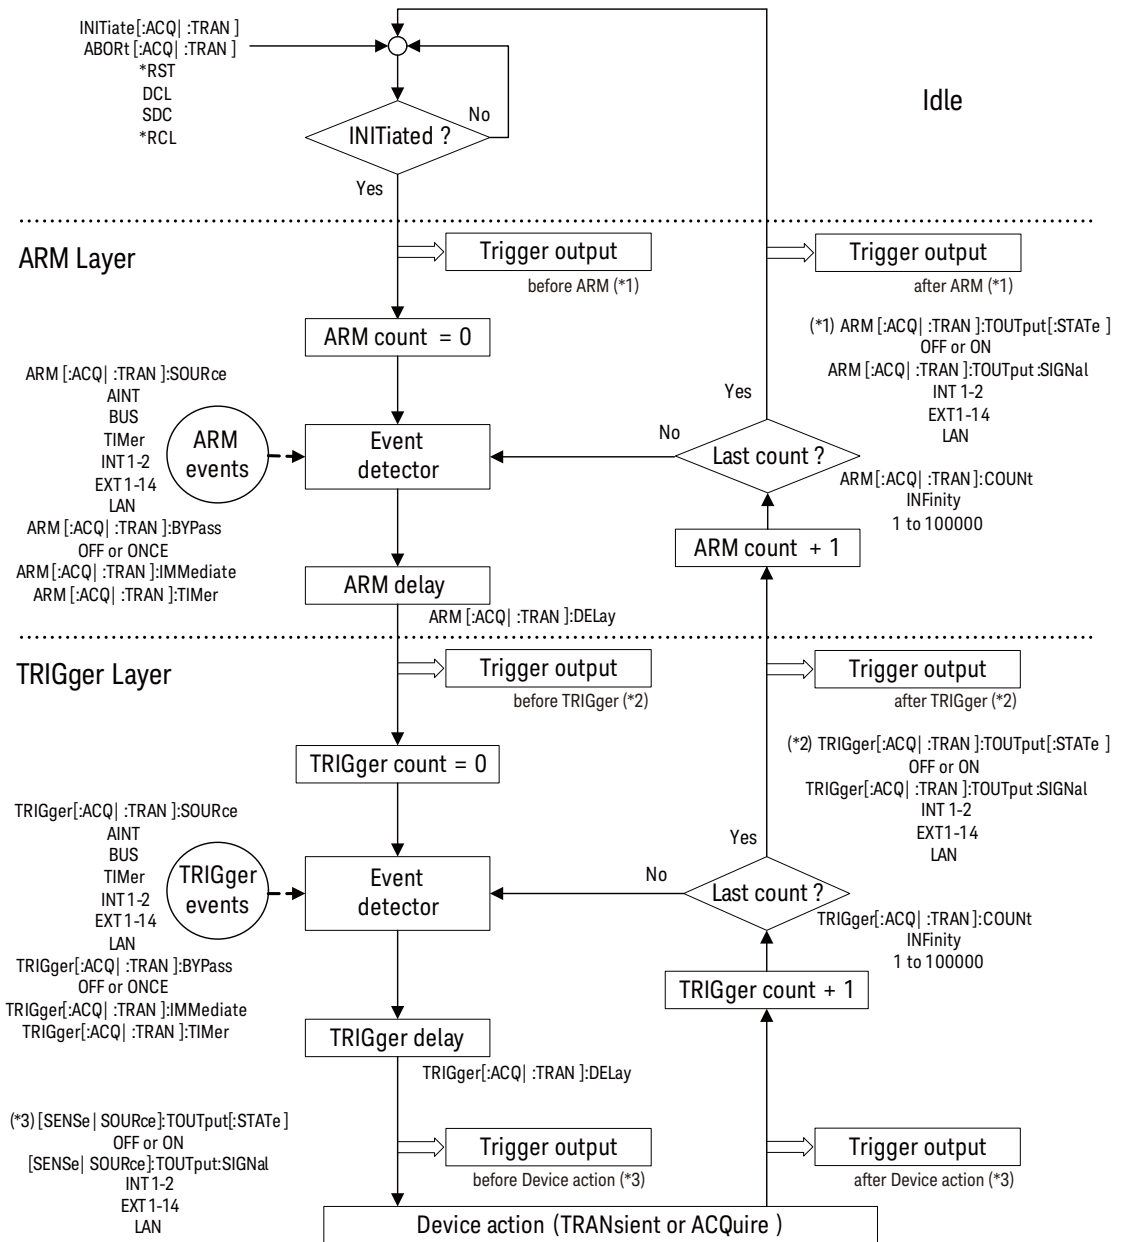 INITiate[:ACQ| :TRAN ]
ABORt [:ACQ| :TRAN ]
*RST
DCL
SDC
*RCL
INITiated ?
No
Yes
Idle
ARM Layer
Trigger output
before ARM (*1)
Trigger output
after ARM (*1)
(*1) ARM [:ACQ| :TRAN ]:TOUTput[:STATe ]
OFF or ON
ARM [:ACQ| :TRAN ]:TOUTput :SIGNal
INT 1-2
EXT1-14
LAN
ARM count = 0
ARM [:ACQ| :TRAN ]:SOURce
AINT
BUS
TIMer
INT 1-2
EXT 1-14
LAN
ARM [:ACQ| :TRAN ]:BYPass
OFF or ONCE
ARM [:ACQ| :TRAN ]:IMMediate
ARM [:ACQ| :TRAN ]:TIMer
ARM
events
Event
detector
No
Yes
Last count ?
ARM[:ACQ| :TRAN ]:COUNt
INFinity
1 to 100000
ARM count + 1
ARM delay
ARM [:ACQ| :TRAN ]:DELay
TRIGger Layer
Trigger output
before TRIGger (*2)
Trigger output
after TRIGger (*2)
(*2) TRIGger[:ACQ| :TRAN ]:TOUTput[:STATe ]
OFF or ON
TRIGger[:ACQ| :TRAN ]:TOUTput :SIGNal
INT 1-2
EXT1-14
LAN
TRIGger count = 0
TRIGger[:ACQ| :TRAN ]:SOURce
AINT
BUS
TIMer
INT 1-2
EXT 1-14
LAN
TRIGger[:ACQ| :TRAN ]:BYPass
OFF or ONCE
TRIGger[:ACQ| :TRAN ]:IMMediate
TRIGger[:ACQ| :TRAN ]:TIMer
TRIGger
events
Event
detector
No
Yes
Last count ?
TRIGger[:ACQ| :TRAN ]:COUNt
INFinity
1 to 100000
TRIGger count + 1
TRIGger delay
TRIGger[:ACQ| :TRAN ]:DELay
(*3) [SENSe| SOURce]:TOUTput[:STATe ]
OFF or ON
[SENSe| SOURce]:TOUTput:SIGNal
INT 1-2
EXT 1-14
LAN
Trigger output
before Device action (*3)
Trigger output
after Device action (*3)
Device action (TRANsient or ACQuire )